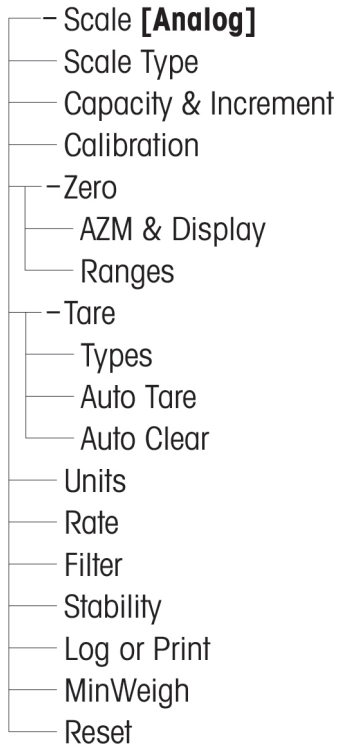 – Scale [Analog]
Scale Type
Capacity & Increment
Calibration
– Zero
AZM & Display
Ranges
– Tare
Types
Auto Tare
Auto Clear
Units
Rate
Filter
Stability
Log or Print
MinWeigh
Reset